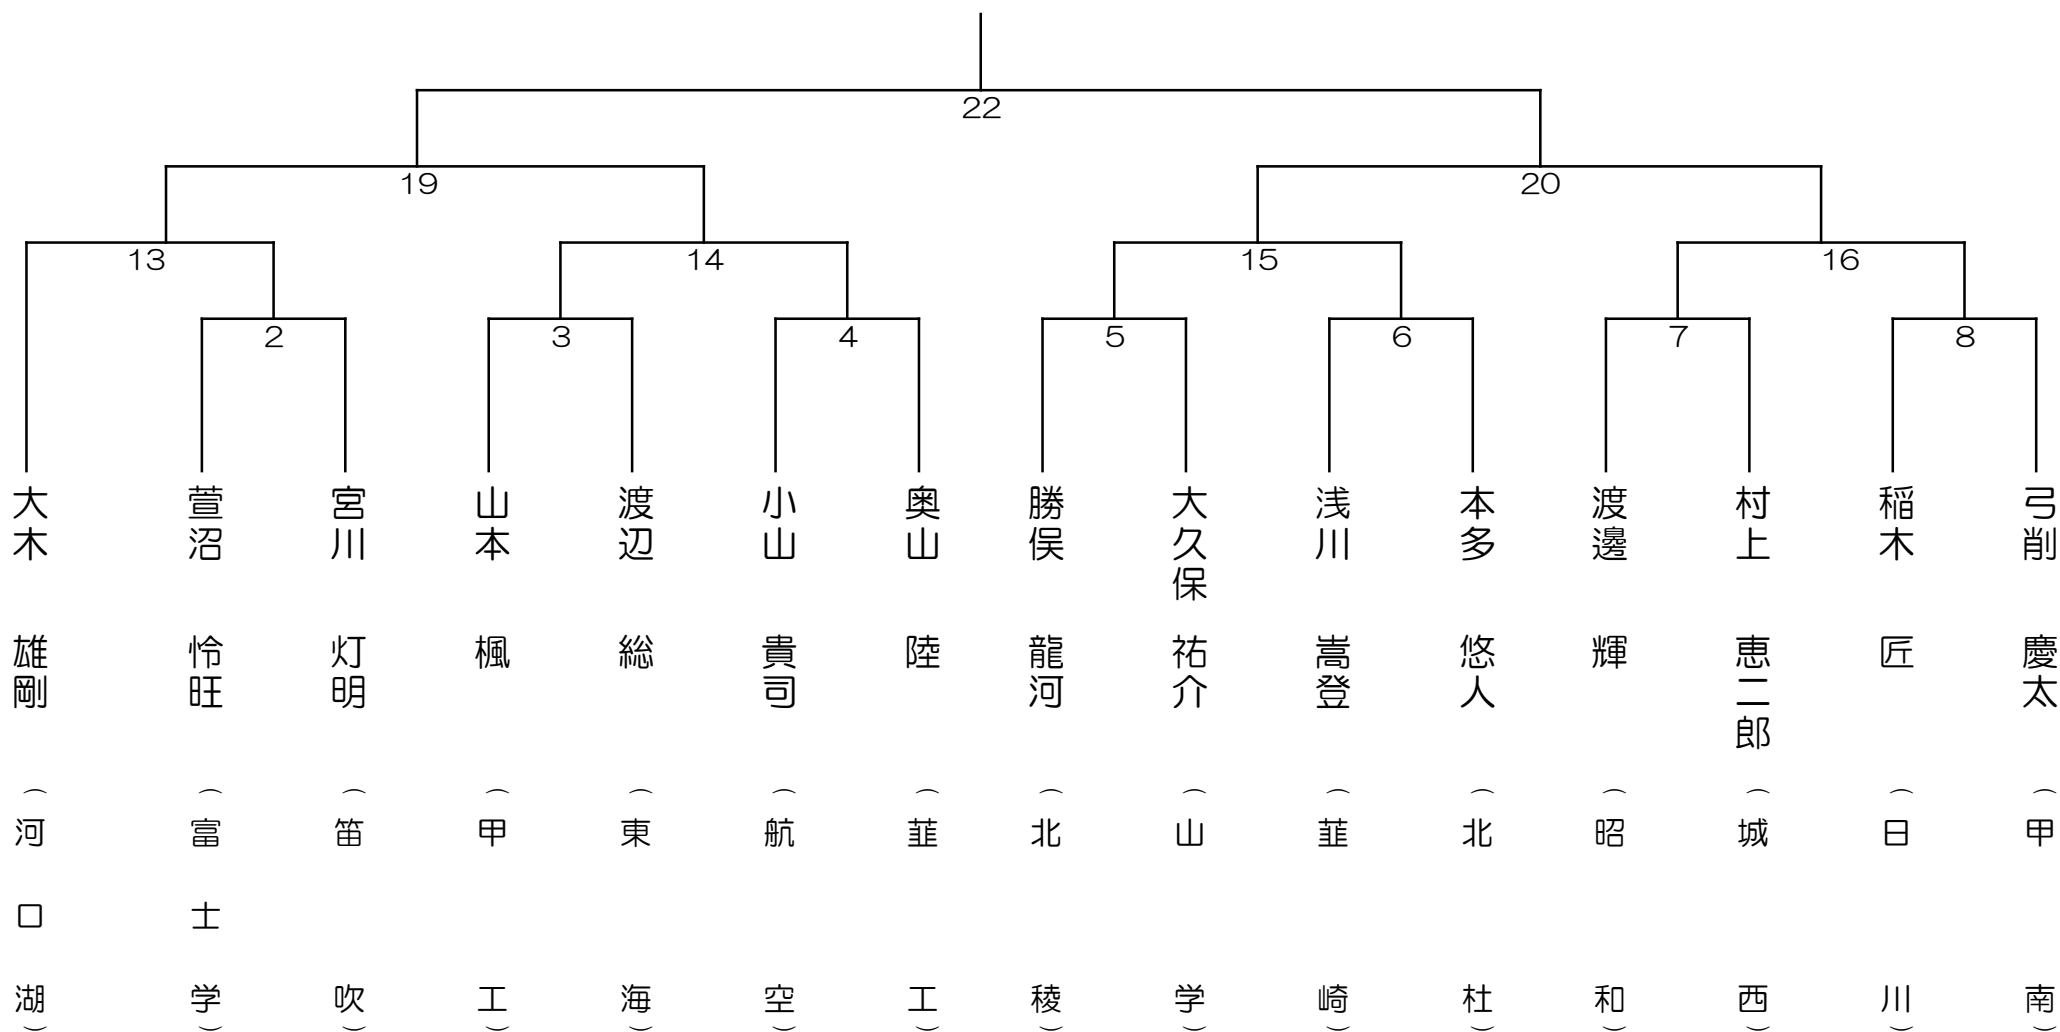 22
19
20
13
14
15
16
2
3
4
5
6
7
8
大木 雄剛 （河口湖）
萱沼 怜旺 （富士学）
宮川 灯明 （笛吹）
山本 楓 （甲工）
渡辺 総 （東海）
小山 貴司 （航空）
奥山 陸 （韮工）
勝俣 龍河 （北稜）
大久保 祐介 （山学）
浅川 嵩登 （韮崎）
本多 悠人 （北杜）
渡邊 輝 （昭和）
村上 恵二郎 （城西）
稲木 匠 （日川）
弓削 慶太 （甲南）